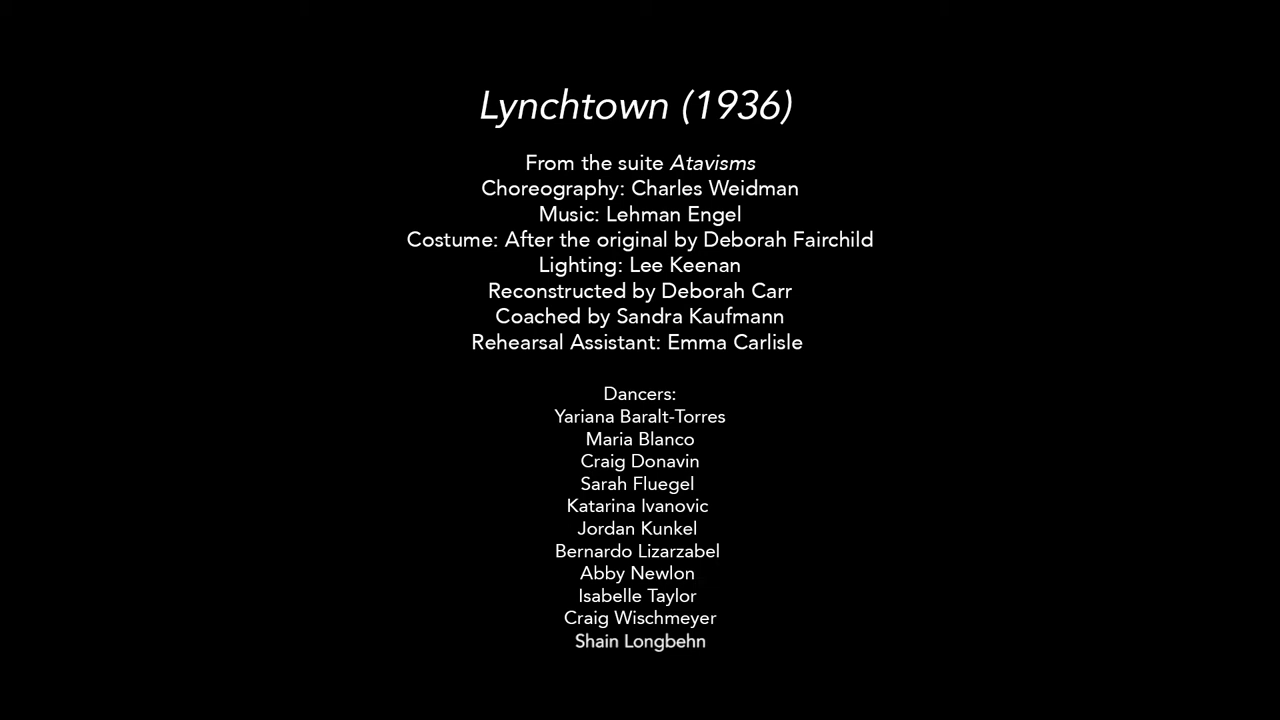 Lynchtown (1936)
From the suite Atavisms
Choreography: Charles Weidman
Music: Lehman Engel
Costume: After the original by Deborah Fairchild
Lighting: Lee Keenan
Reconstructed by Deborah Carr
Coached by Sandra Kaufmann
Rehearsal Assistant: Emma Carlisle
Dancers:
Yariana Baralt-Torres
Maria Blanco
Craig Donavin
Sarah Fluegel
Katarina Ivanovic
Jordan Kunkel
Bernardo Lizarzabel
Abby Newlon
Isabelle Taylor
Craig Wischmeyer
Shain Longbehn